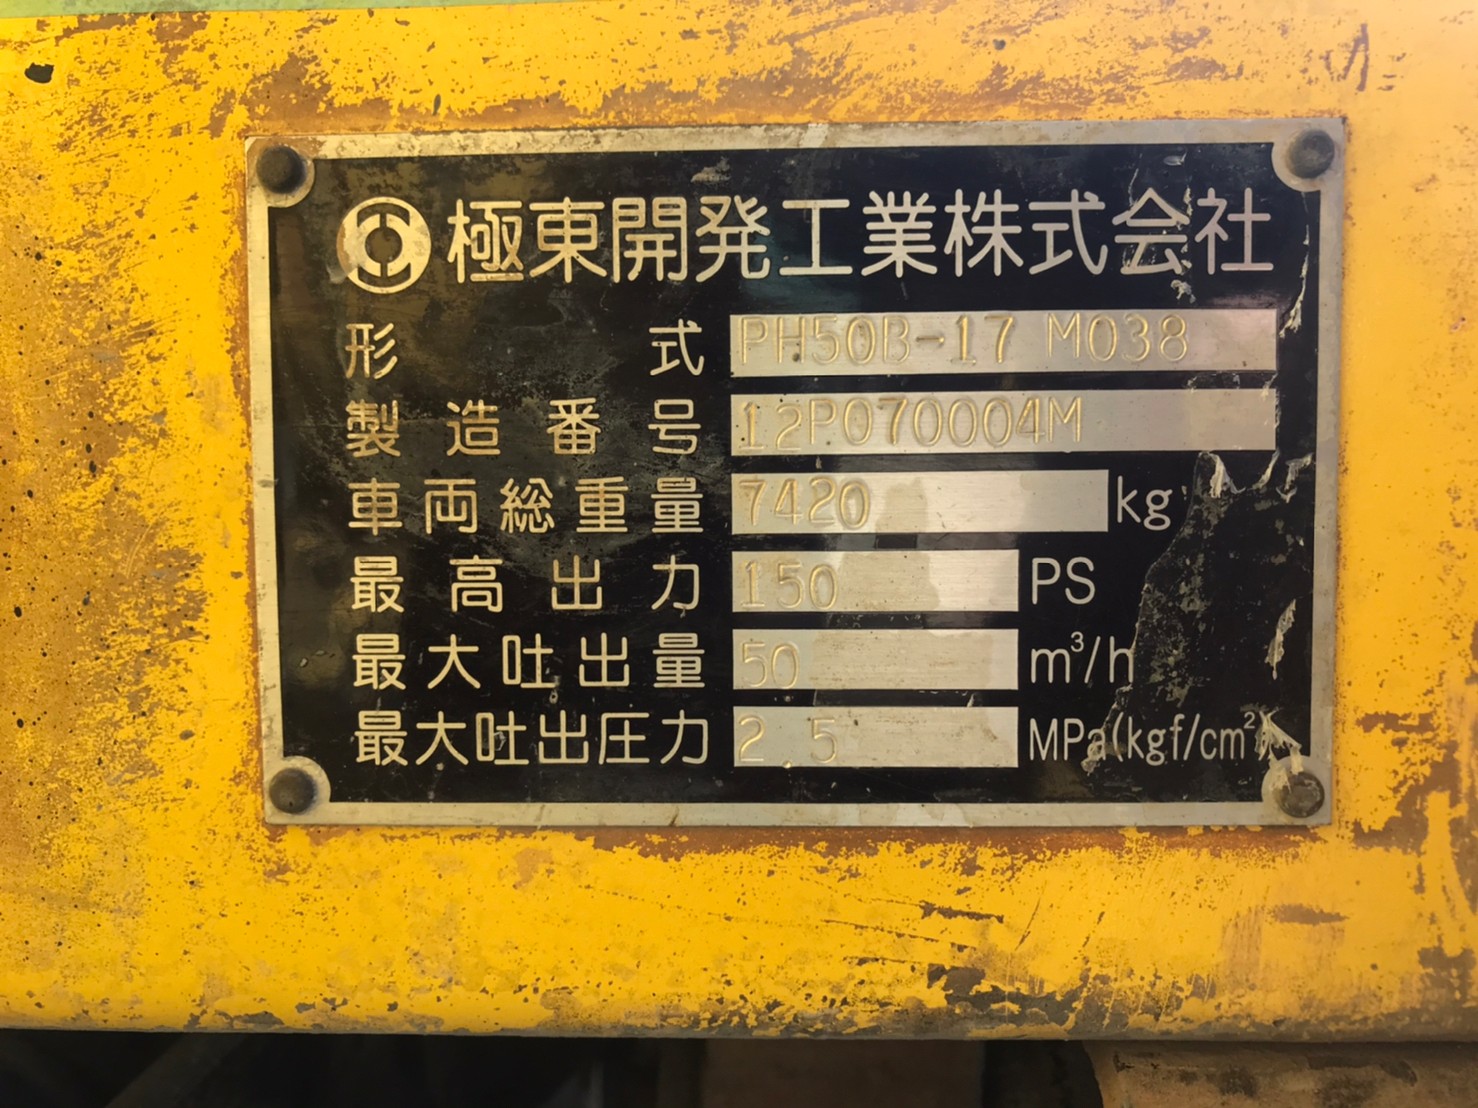 極東開発工業株式会社
形式 PH50B-17 M038
製造番号 12P070004M
車両総重量 7420 kg
最高出力 150 PS
最大吐出量 50 m³/h
最大吐出圧力 2 5 MPa(kgf/cm²)